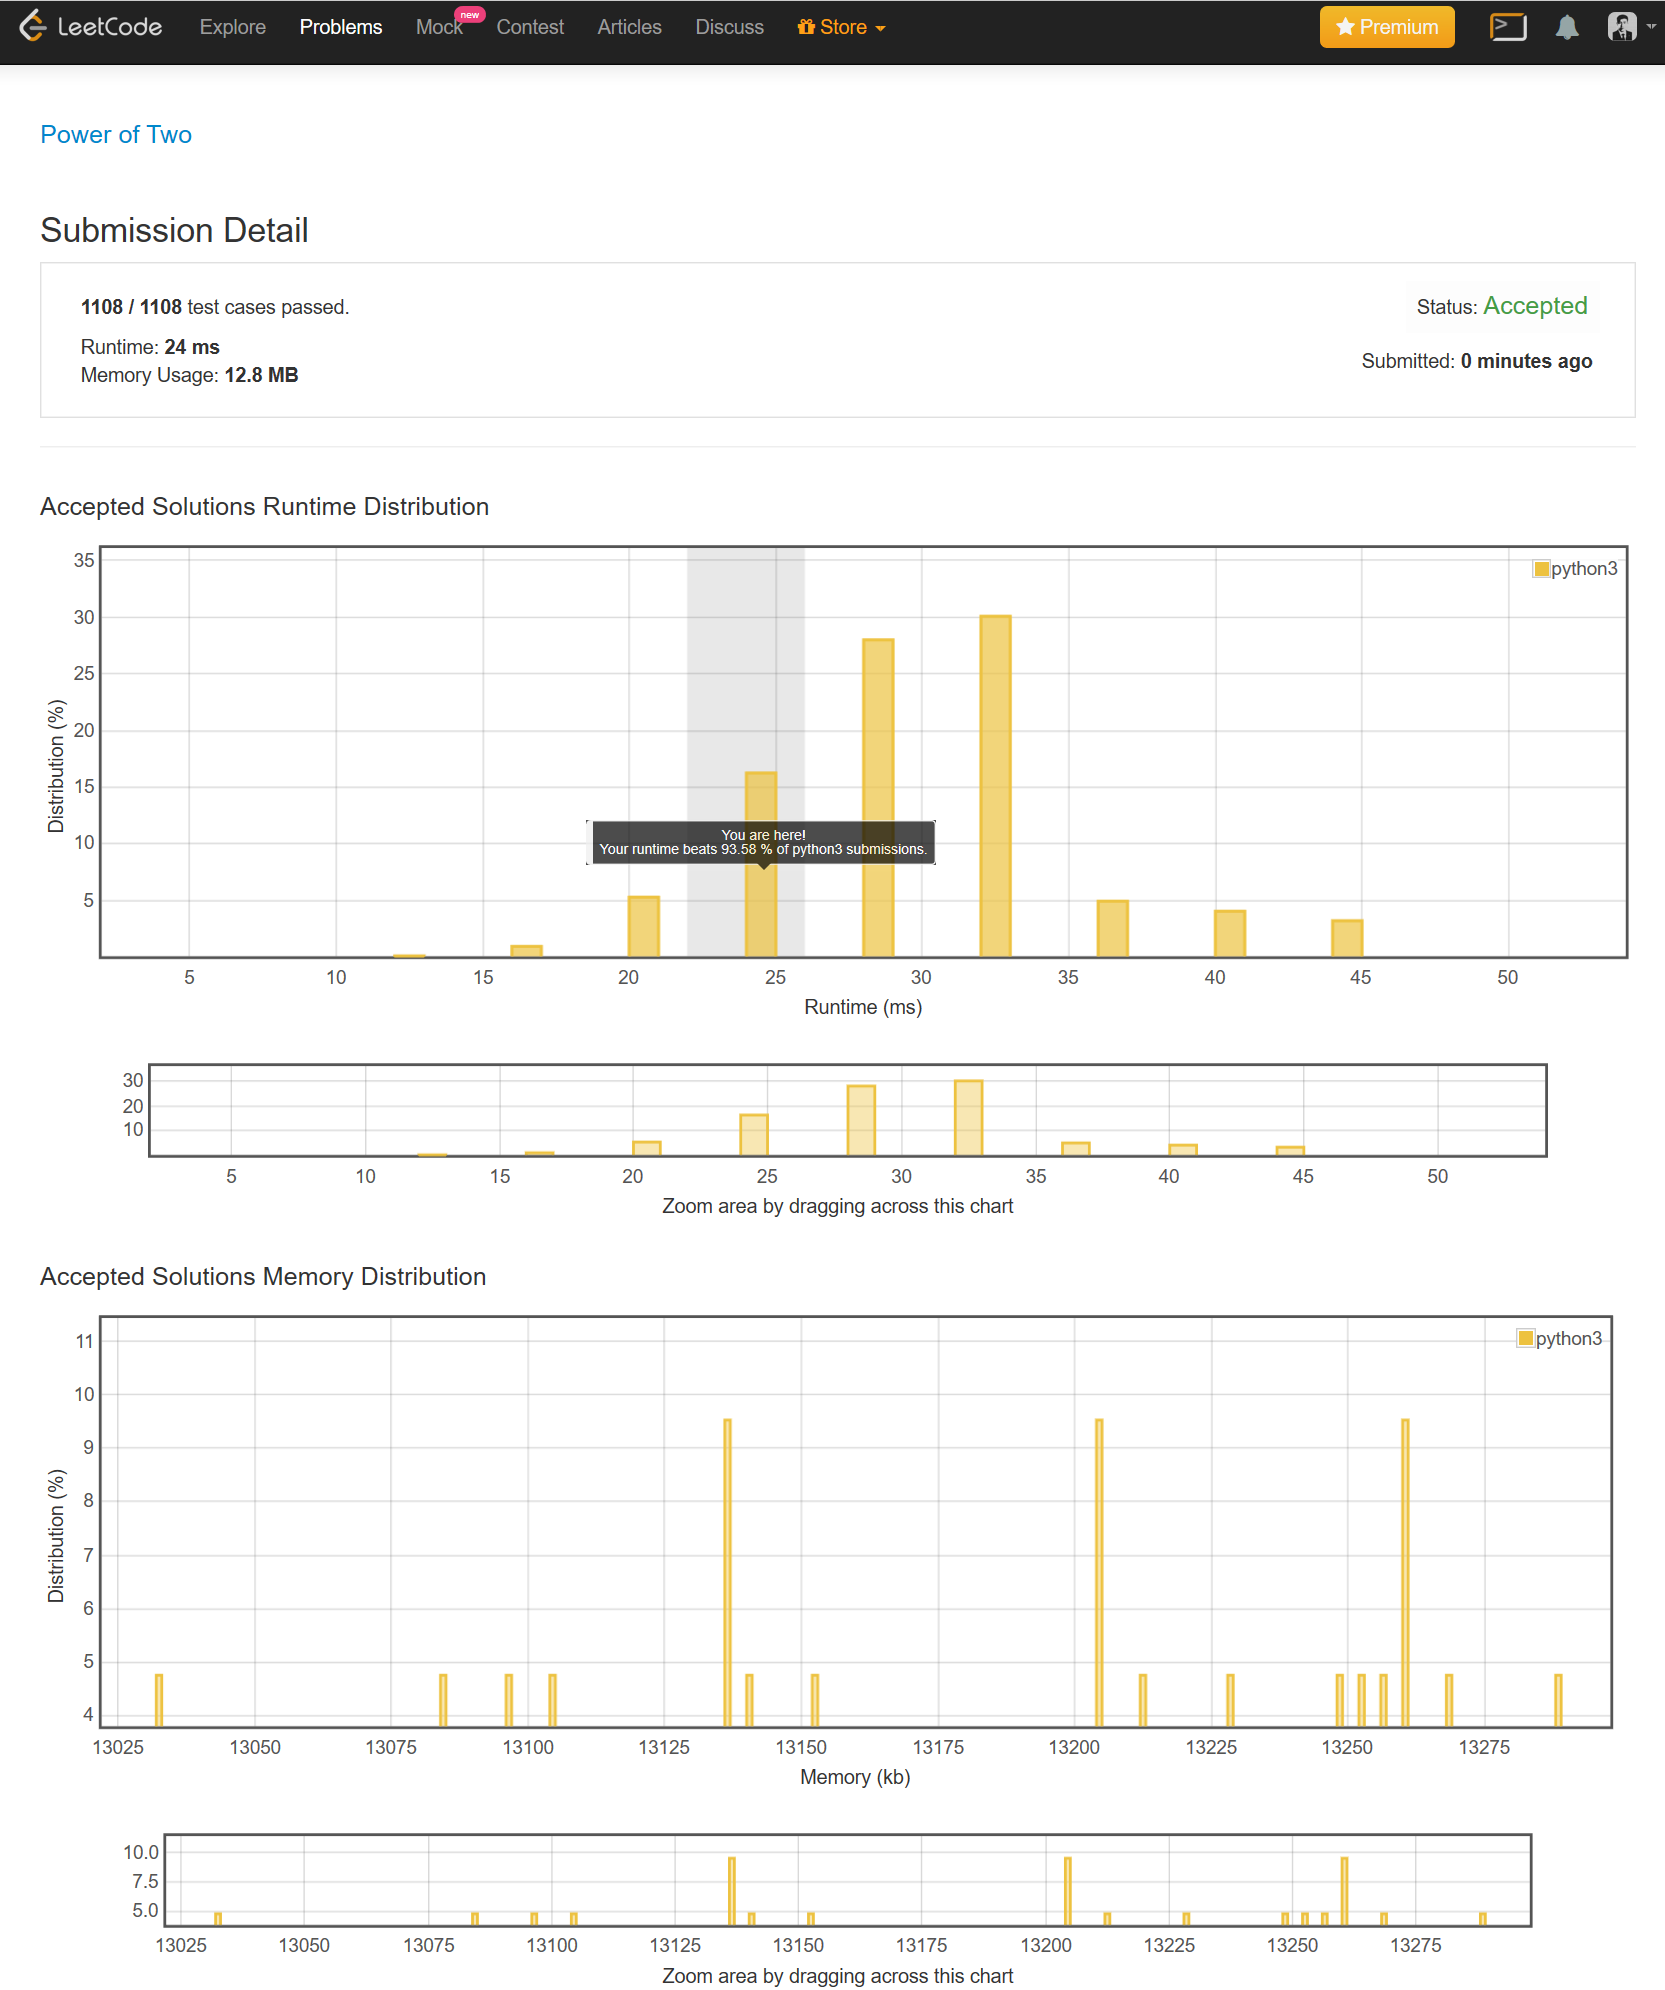 LeetCode Explore Problems Mock new Contest Articles Discuss Store Premium
Power of Two
Submission Detail
1108 / 1108 test cases passed.
Status: Accepted
Runtime: 24 ms
Submitted: 0 minutes ago
Memory Usage: 12.8 MB
Accepted Solutions Runtime Distribution
python3
35
30
25
20
15
10
5
Distribution (%)
You are here!
Your runtime beats 93.58 % of python3 submissions.
5 10 15 20 25 30 35 40 45 50
Runtime (ms)
30
20
10
5 10 15 20 25 30 35 40 45 50
Zoom area by dragging across this chart
Accepted Solutions Memory Distribution
python3
11
10
9
8
7
6
5
4
Distribution (%)
13025 13050 13075 13100 13125 13150 13175 13200 13225 13250 13275
Memory (kb)
10.0
7.5
5.0
13025 13050 13075 13100 13125 13150 13175 13200 13225 13250 13275
Zoom area by dragging across this chart